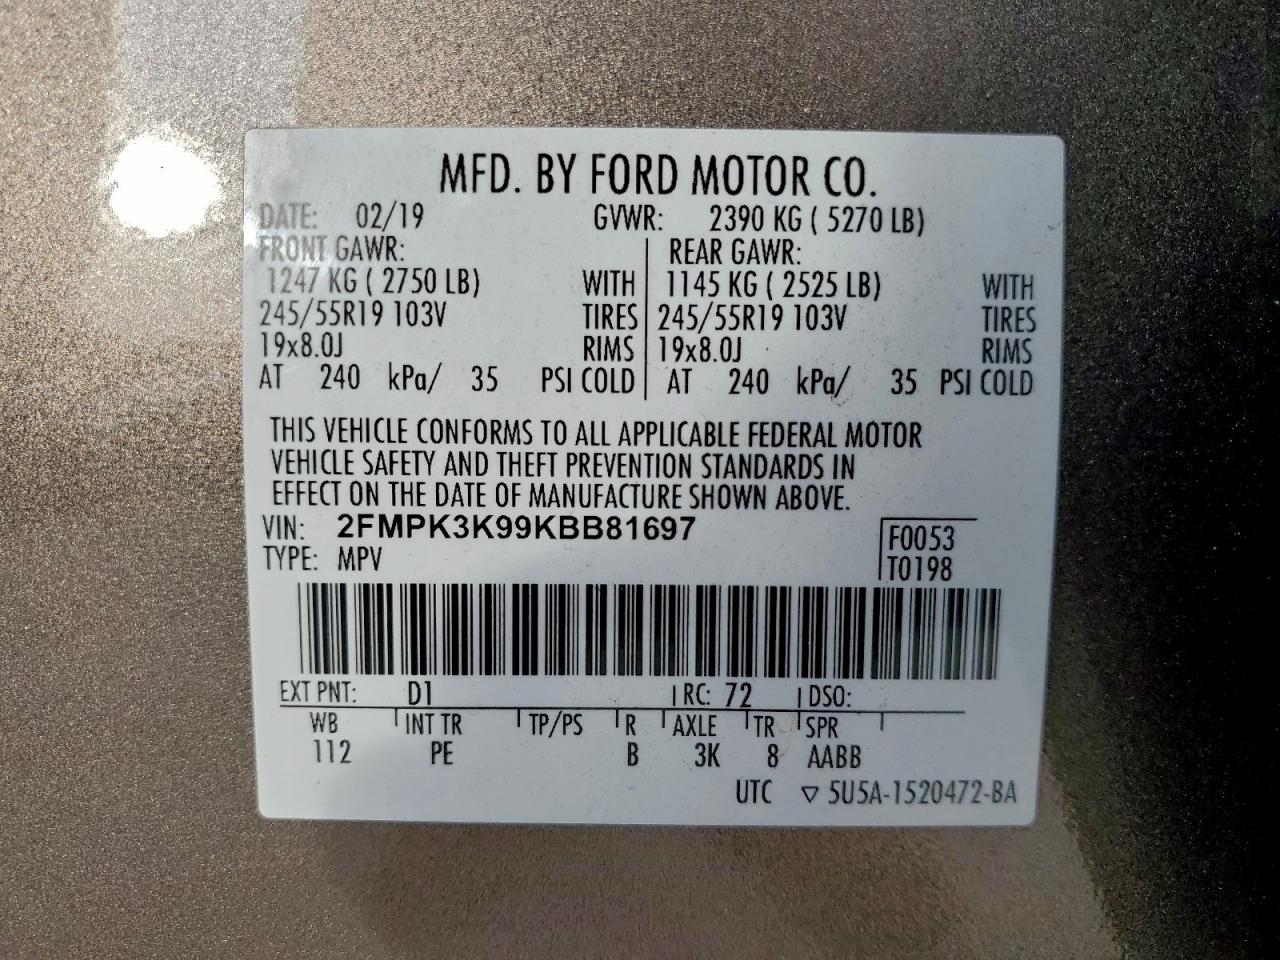 MFD. BY FORD MOTOR CO.
DATE: 02/19 GVWR: 2390 KG ( 5270 LB)
FRONT GAWR: REAR GAWR:
1247 KG ( 2750 LB) WITH 1145 KG ( 2525 LB) WITH
245/55R19 103V TIRES 245/55R19 103V TIRES
19x8.0J RIMS 19x8.0J RIMS
AT 240 kPa/ 35 PSI COLD AT 240 kPa/ 35 PSI COLD
THIS VEHICLE CONFORMS TO ALL APPLICABLE FEDERAL MOTOR
VEHICLE SAFETY AND THEFT PREVENTION STANDARDS IN
EFFECT ON THE DATE OF MANUFACTURE SHOWN ABOVE.
VIN: 2FMPK3K99KBB81697 F0053
TYPE: MPV T0198
EXT PNT: D1 RC: 72 DSO:
WB INT TR TP/PS R AXLE TR SPR
112 PE B 3K 8 AABB
UTC ▽ 5U5A-1520472-BA